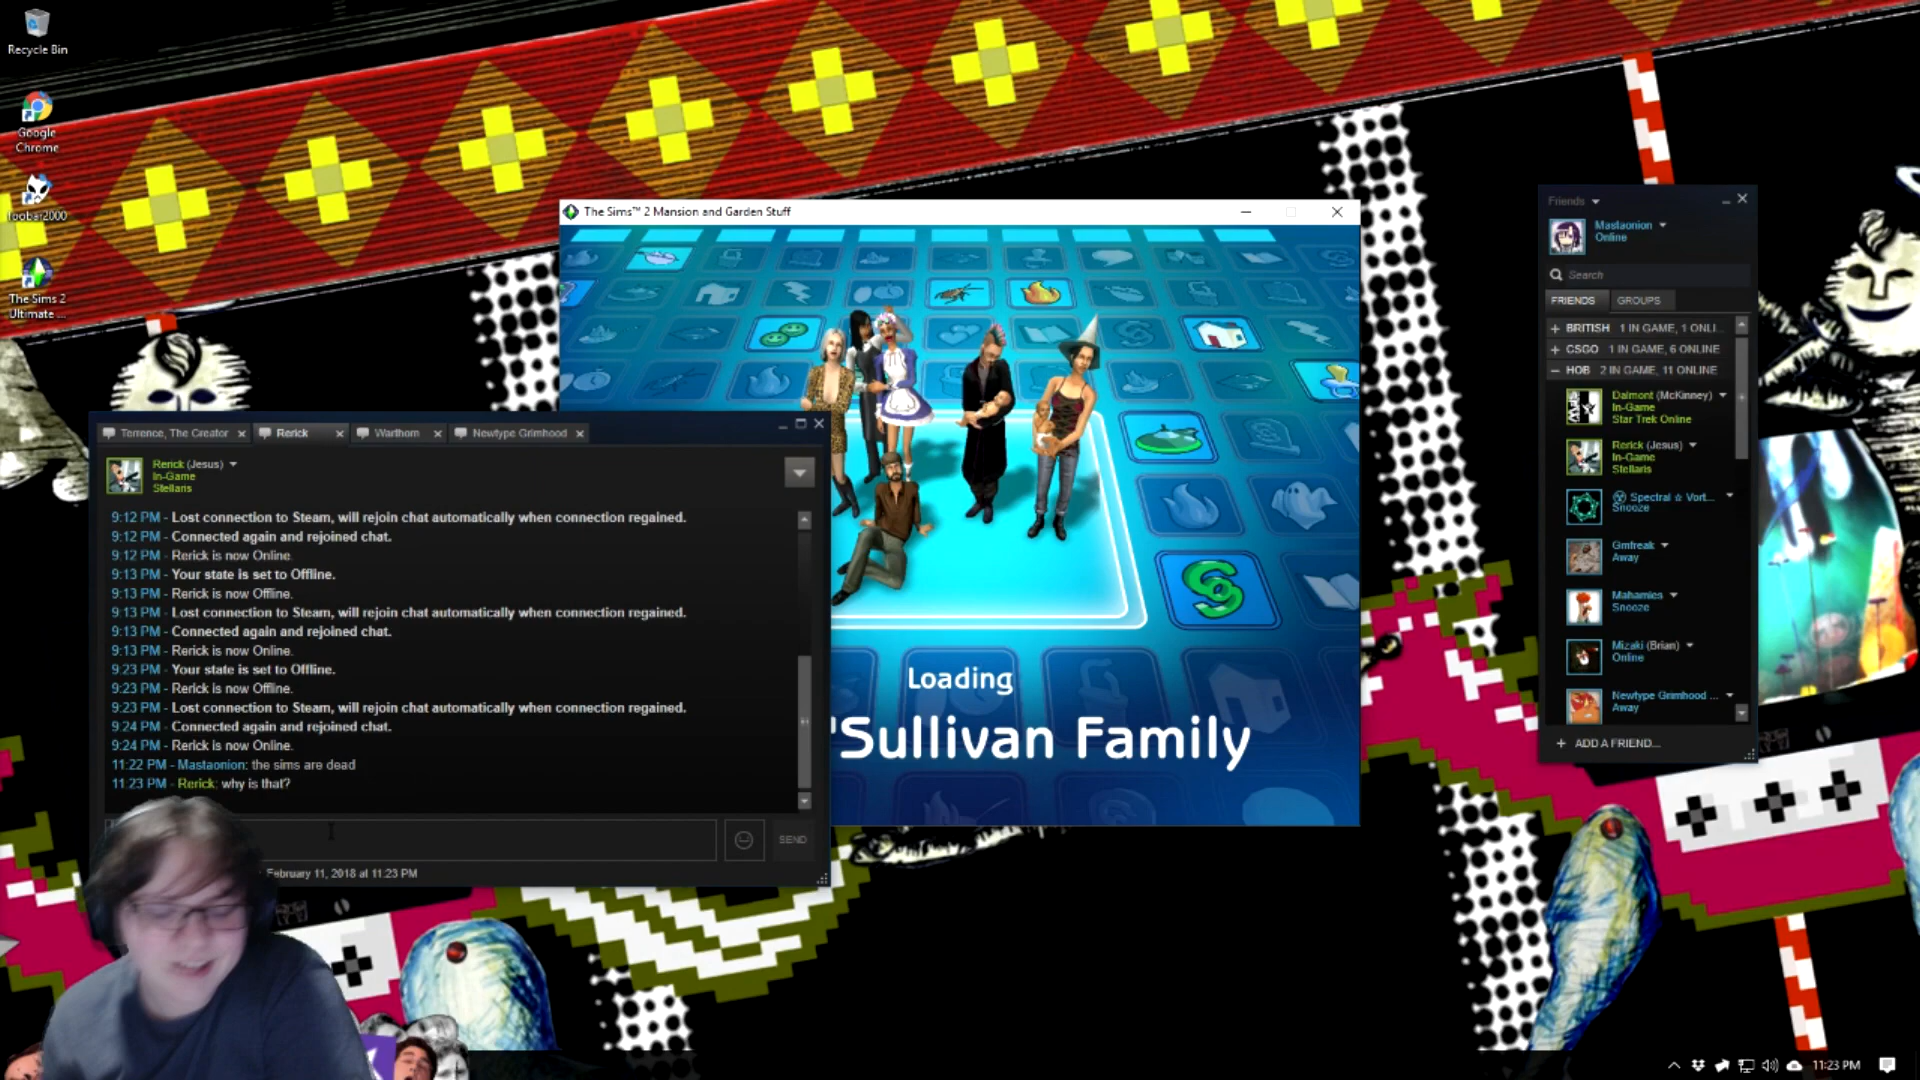 Recycle Bin
Google
Chrome
foobar2000
The Sims 2
Ultimate ...
The Sims™ 2 Mansion and Garden Stuff
Loading
'Sullivan Family
Torrence, The Creator
Rerick
Warthorn
Newtype Grimhood
Rerick (Jesus)
In-Game
Stellaris
9:12 PM - Lost connection to Steam, will rejoin chat automatically when connection regained.
9:12 PM - Connected again and rejoined chat.
9:12 PM - Rerick is now Online.
9:13 PM - Your state is set to Offline.
9:13 PM - Rerick is now Offline.
9:13 PM - Lost connection to Steam, will rejoin chat automatically when connection regained.
9:13 PM - Connected again and rejoined chat.
9:13 PM - Rerick is now Online.
9:23 PM - Your state is set to Offline.
9:23 PM - Rerick is now Offline.
9:23 PM - Lost connection to Steam, will rejoin chat automatically when connection regained.
9:24 PM - Connected again and rejoined chat.
9:24 PM - Rerick is now Online.
11:22 PM - Mastaonion: the sims are dead
11:23 PM - Rerick: why is that?
SEND
February 11, 2018 at 11:23 PM
Friends
Mastaonion
Online
Search
FRIENDS GROUPS
BRITISH 1 IN GAME, 1 ONLI...
CSGO 1 IN GAME, 6 ONLINE
HOB 2 IN GAME, 11 ONLINE
Dalmont (McKinney)
In-Game
Star Trek Online
Rerick (Jesus)
In-Game
Stellaris
Spectral ☆ Vort...
Snooze
Gmfreak
Away
Mahamies
Snooze
Mizaki (Brian)
Online
Newtype Grimhood ...
Away
+ ADD A FRIEND...
11:23 PM